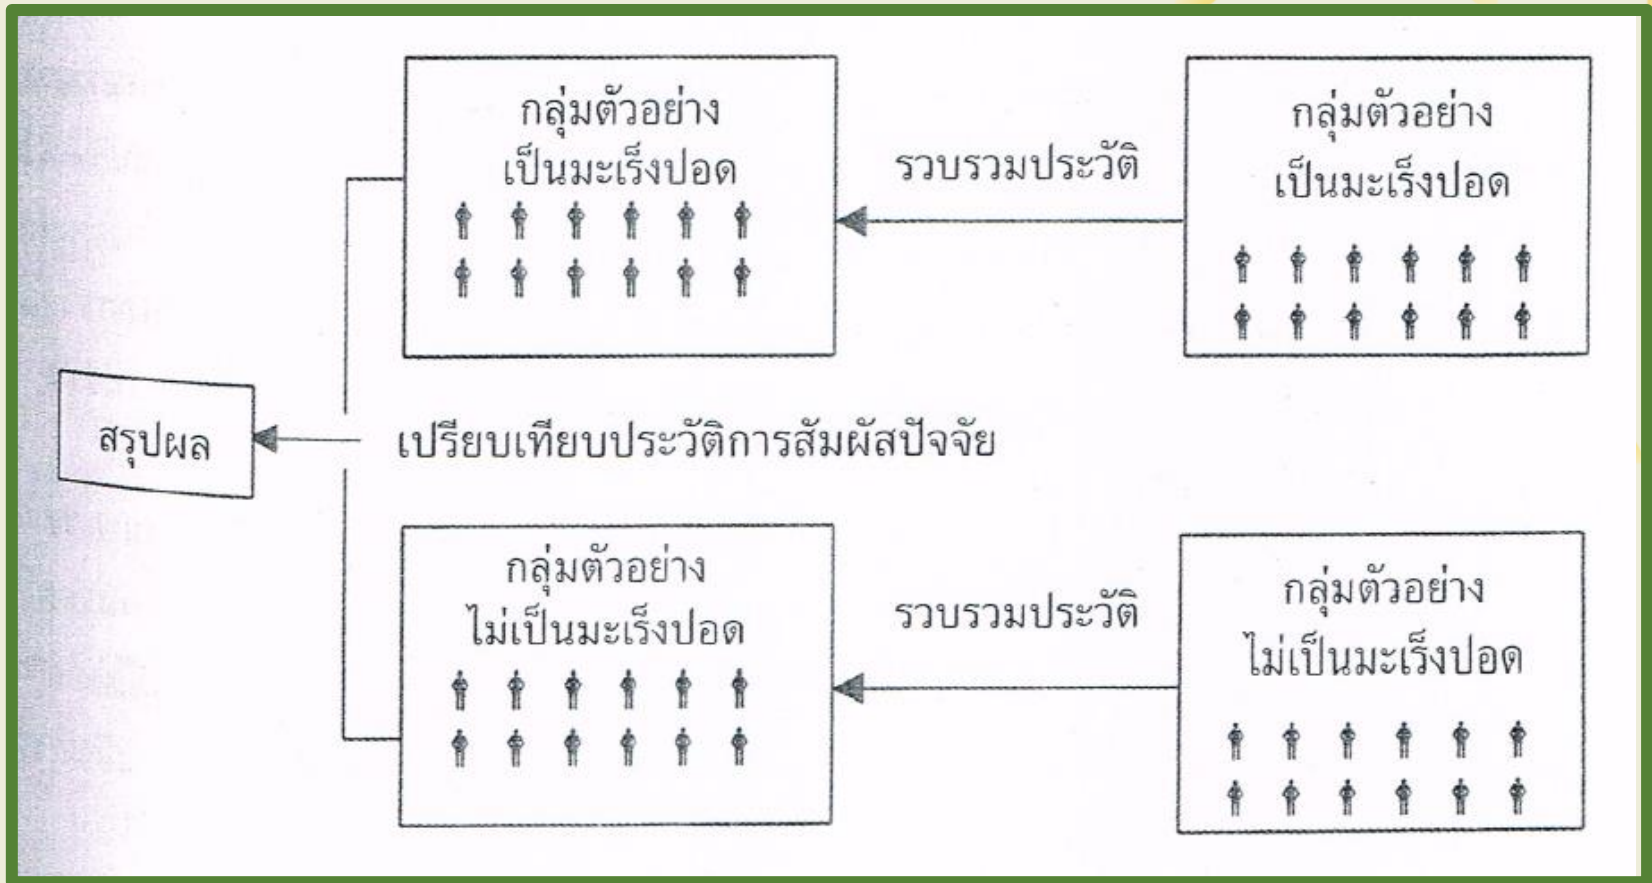 กลุ่มตัวอย่าง
เป็นมะเร็งปอด
รวบรวมประวัติ
กลุ่มตัวอย่าง
เป็นมะเร็งปอด
สรุปผล
เปรียบเทียบประวัติการสัมผัสปัจจัย
กลุ่มตัวอย่าง
ไม่เป็นมะเร็งปอด
รวบรวมประวัติ
กลุ่มตัวอย่าง
ไม่เป็นมะเร็งปอด